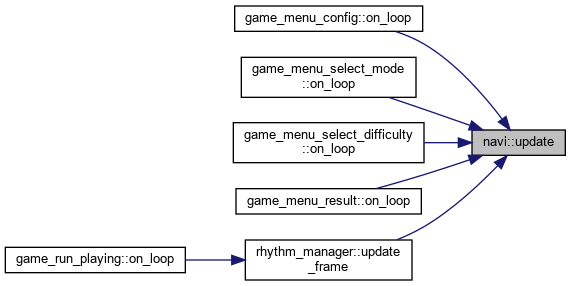 game_menu_config::on_loop
game_menu_select_mode
::on_loop
game_menu_select_difficulty
::on_loop
navi::update
game_menu_result::on_loop
game_run_playing::on_loop
rhythm_manager::update
_frame